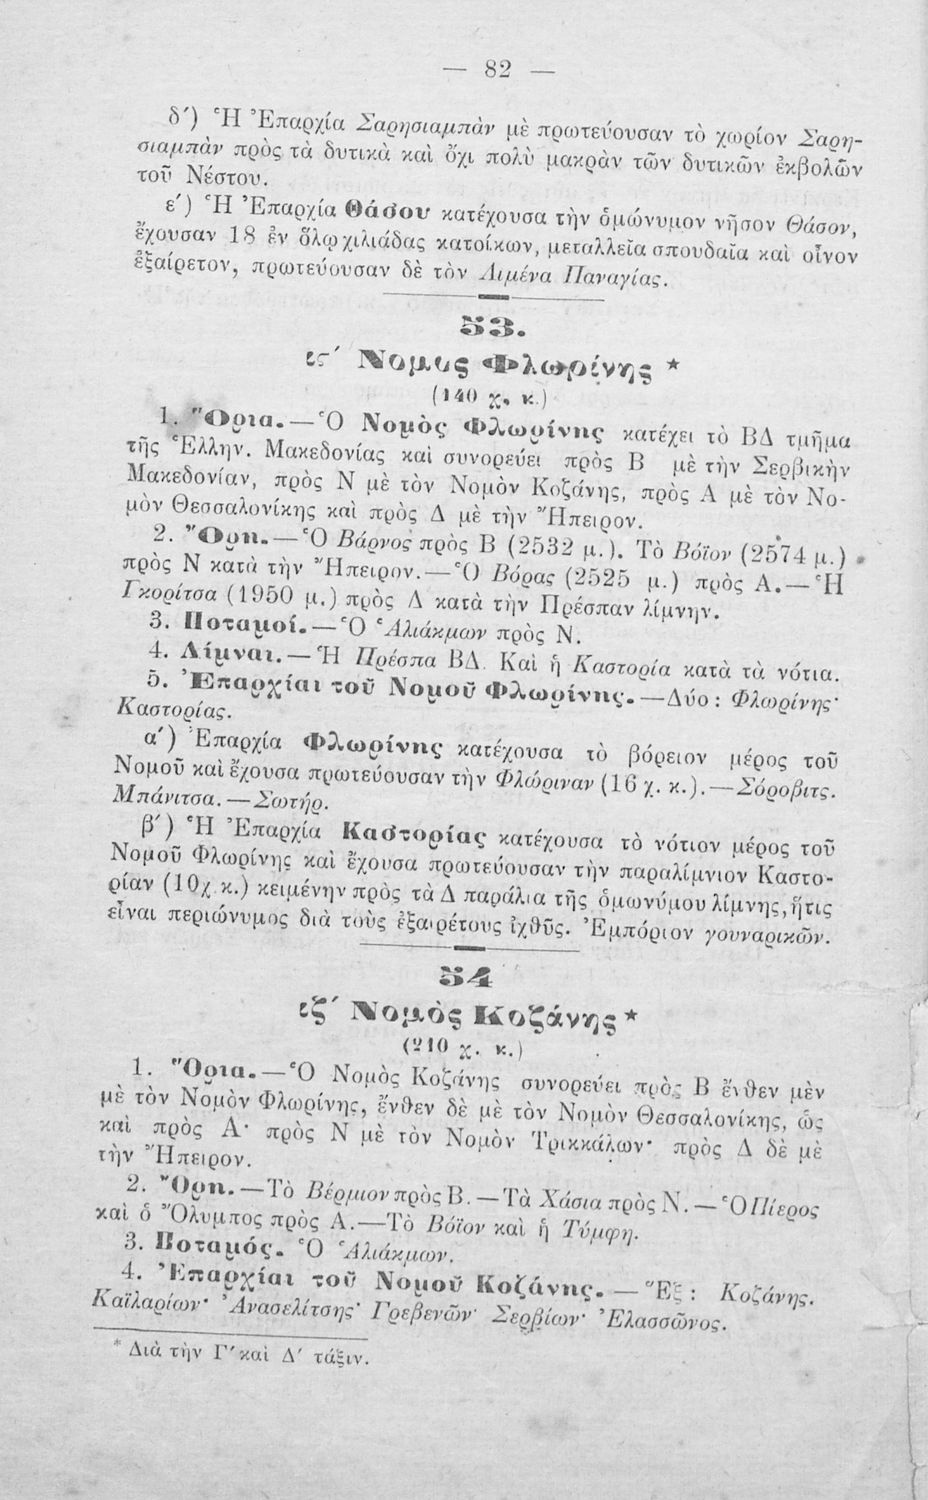 — 82 —
δ΄) Ἡ Ἐπαρχία Σαρησιαμπὰν μὲ πρωτεύουσαν τὸ χωρίον Σαρη-
σιαμπὰν πρὸς τὰ δυτικὰ καὶ ὄχι πολὺ μακρὰν τῶν δυτικῶν ἐκβολῶν
τοῦ Νέστου.
ε΄) Ἡ Ἐπαρχία Θάσου κατέχουσα τὴν ὁμώνυμον νῆσον Θάσον,
ἔχουσαν 18 ἐν ὅλῳ χιλιάδας κατοίκων, μεταλλεῖα σπουδαῖα καὶ οἶνον
ἐξαίρετον, πρωτεύουσαν δὲ τὸν Λιμένα Παναγίας.
53.
ις΄ Νομος Φλωρίνης *
(140 χ. κ.)
1. Ὅρια.—Ὁ Νομὸς Φλωρίνης κατέχει τὸ ΒΔ τμῆμα
τῆς Ἑλλην. Μακεδονίας καὶ συνορεύει πρὸς Β μὲ τὴν Σερβικὴν
Μακεδονίαν, πρὸς Ν μὲ τὸν Νομὸν Κοζάνης, πρὸς Α μὲ τὸν Νο-
μὸν Θεσσαλονίκης καὶ πρὸς Δ μὲ τὴν Ἤπειρον.
2. Ὄρη.—Ὁ Βάρνος πρὸς Β (2532 μ.). Τὸ Βόϊον (2574 μ.)
πρὸς Ν κατὰ τὴν Ἤπειρον.—Ὁ Βόρας (2525 μ.) πρὸς Α.—Ἡ
Γκορίτσα (1950 μ.) πρὸς Δ κατὰ τὴν Πρέσπαν λίμνην.
3. Ποταμοί.—Ὁ Ἁλιάκμων πρὸς Ν.
4. Λίμναι.—Ἡ Πρέσπα ΒΔ. Καὶ ἡ Καστορία κατὰ τὰ νότια.
5. Ἐπαρχίαι τοῦ Νομοῦ Φλωρίνης.—Δύο: Φλωρίνης·
Καστορίας.
α΄) Ἐπαρχία Φλωρίνης κατέχουσα τὸ βόρειον μέρος τοῦ
Νομοῦ καὶ ἔχουσα πρωτεύουσαν τὴν Φλώριναν (16 χ. κ.).—Σόροβιτς.
Μπάνιτσα.—Σωτήρ.
β΄) Ἡ Ἐπαρχία Καστορίας κατέχουσα τὸ νότιον μέρος τοῦ
Νομοῦ Φλωρίνης καὶ ἔχουσα πρωτεύουσαν τὴν παραλίμνιον Καστο-
ρίαν (10 χ. κ.) κειμένην πρὸς τὰ Δ παράλια τῆς ὁμωνύμου λίμνης, ἥτις
εἶναι περιώνυμος διὰ τοὺς ἐξαιρέτους ἰχθῦς. Ἐμπόριον γουναρικῶν.
54
ιζ΄ Νομὸς Κοζάνης *
(210 χ. κ.)
1. Ὅρια.—Ὁ Νομὸς Κοζάνης συνορεύει πρὸς Β ἔνθεν μὲν
μὲ τὸν Νομὸν Φλωρίνης, ἔνθεν δὲ μὲ τὸν Νομὸν Θεσσαλονίκης, ὡς
καὶ πρὸς Α· πρὸς Ν μὲ τὸν Νομὸν Τρικκάλων· πρὸς Δ δὲ μὲ
τὴν Ἤπειρον.
2. Ὄρη.—Τὸ Βέρμιον πρὸς Β.—Τὰ Χάσια πρὸς Ν.—Ὁ Πίερος
καὶ ὁ Ὄλυμπος πρὸς Α.—Τὸ Βόϊον καὶ ἡ Τύμφη.
3. Ποταμός. Ὁ Ἁλιάκμων.
4. Ἐπαρχίαι τοῦ Νομοῦ Κοζάνης.—Ἕξ: Κοζάνης.
Καϊλαρίων· Ἀνασελίτσης· Γρεβενῶν· Σερβίων· Ἐλασσῶνος.
* Διὰ τὴν Γ΄ καὶ Δ΄ τάξιν.